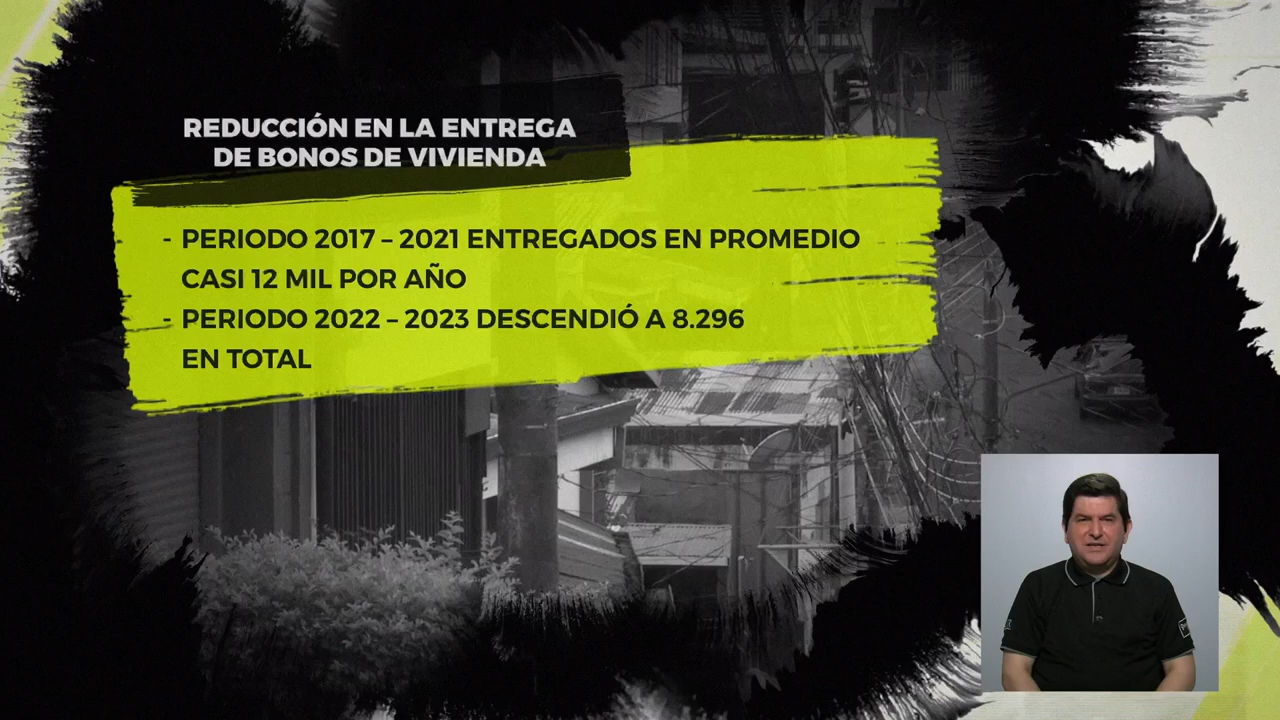 REDUCCIÓN EN LA ENTREGA
DE BONOS DE VIVIENDA
- PERIODO 2017 – 2021 ENTREGADOS EN PROMEDIO
CASI 12 MIL POR AÑO
- PERIODO 2022 – 2023 DESCENDIÓ A 8.296
EN TOTAL